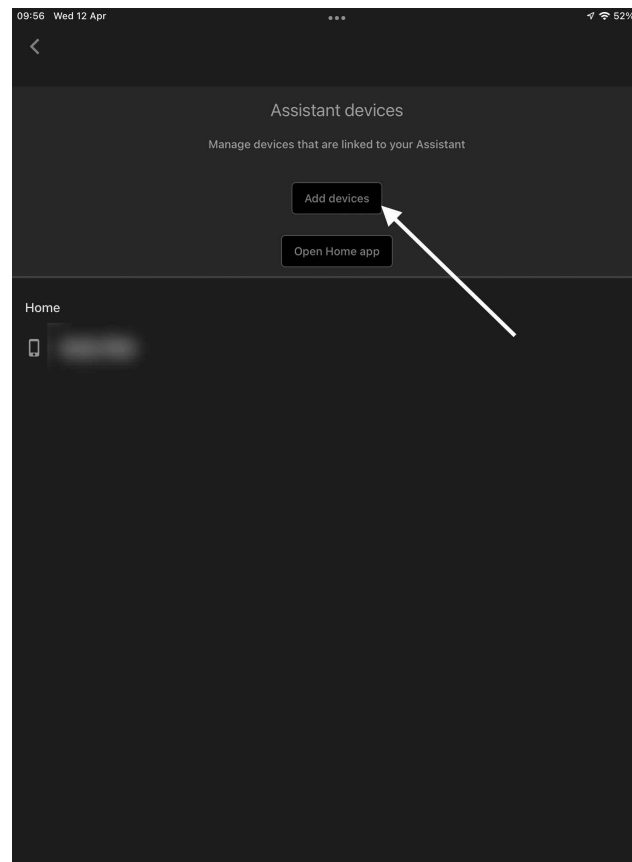 09:56 Wed 12 Apr 52%
Assistant devices
Manage devices that are linked to your Assistant
Add devices
Open Home app
Home